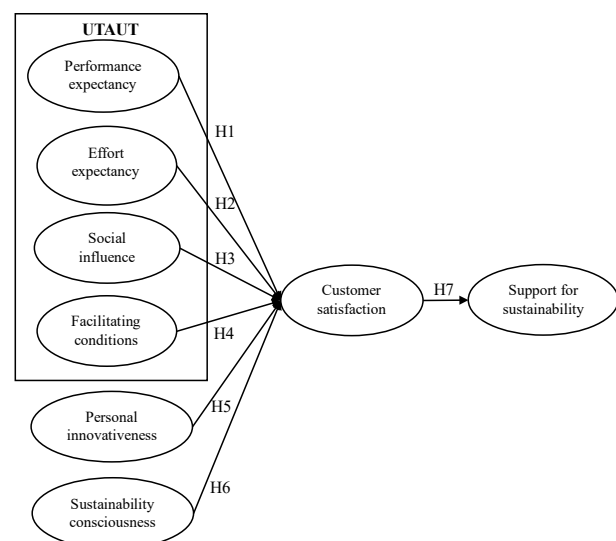 UTAUT
Performance
expectancy
H1
Effort
expectancy
H2
Social
influence
H3
Facilitating
conditions
H4
Customer
satisfaction
H7
Support for
sustainability
Personal
innovativeness
H5
Sustainability
consciousness
H6